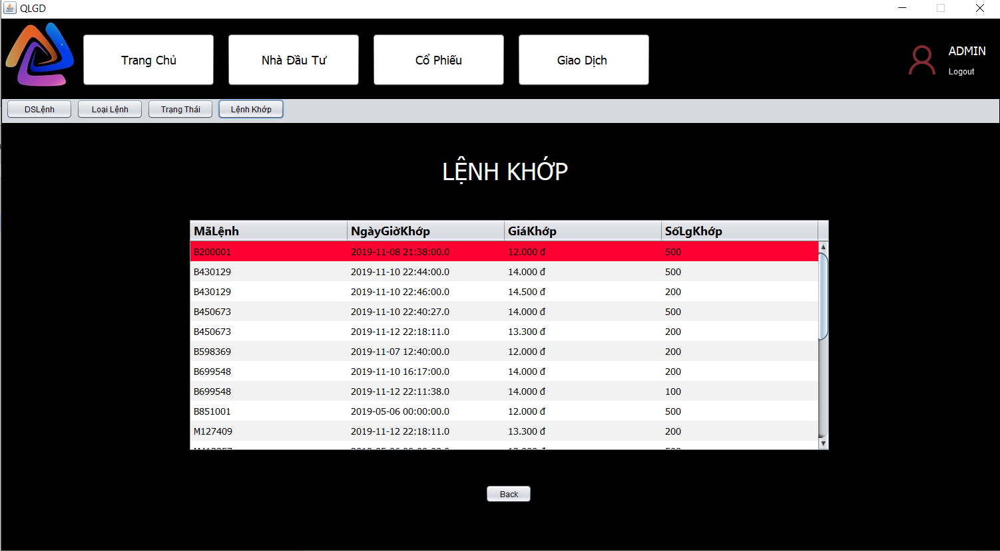 QLGD
Trang Chủ Nhà Đầu Tư Cổ Phiếu Giao Dịch ADMIN
Logout
DSLệnh Loại Lệnh Trạng Thái Lệnh Khớp
LỆNH KHỚP
MãLệnh NgàyGiờKhớp GiáKhớp SốLgKhớp
B200001 2019-11-08 21:38:00.0 12.000 đ 500
B430129 2019-11-10 22:44:00.0 14.000 đ 500
B430129 2019-11-10 22:46:00.0 14.500 đ 200
B450673 2019-11-10 22:40:27.0 14.000 đ 500
B450673 2019-11-12 22:18:11.0 13.300 đ 200
B598369 2019-11-07 12:40:00.0 12.000 đ 200
B699548 2019-11-10 16:17:00.0 14.000 đ 200
B699548 2019-11-12 22:11:38.0 14.000 đ 100
B851001 2019-05-06 00:00:00.0 12.000 đ 500
M127409 2019-11-12 22:18:11.0 13.300 đ 200
Back